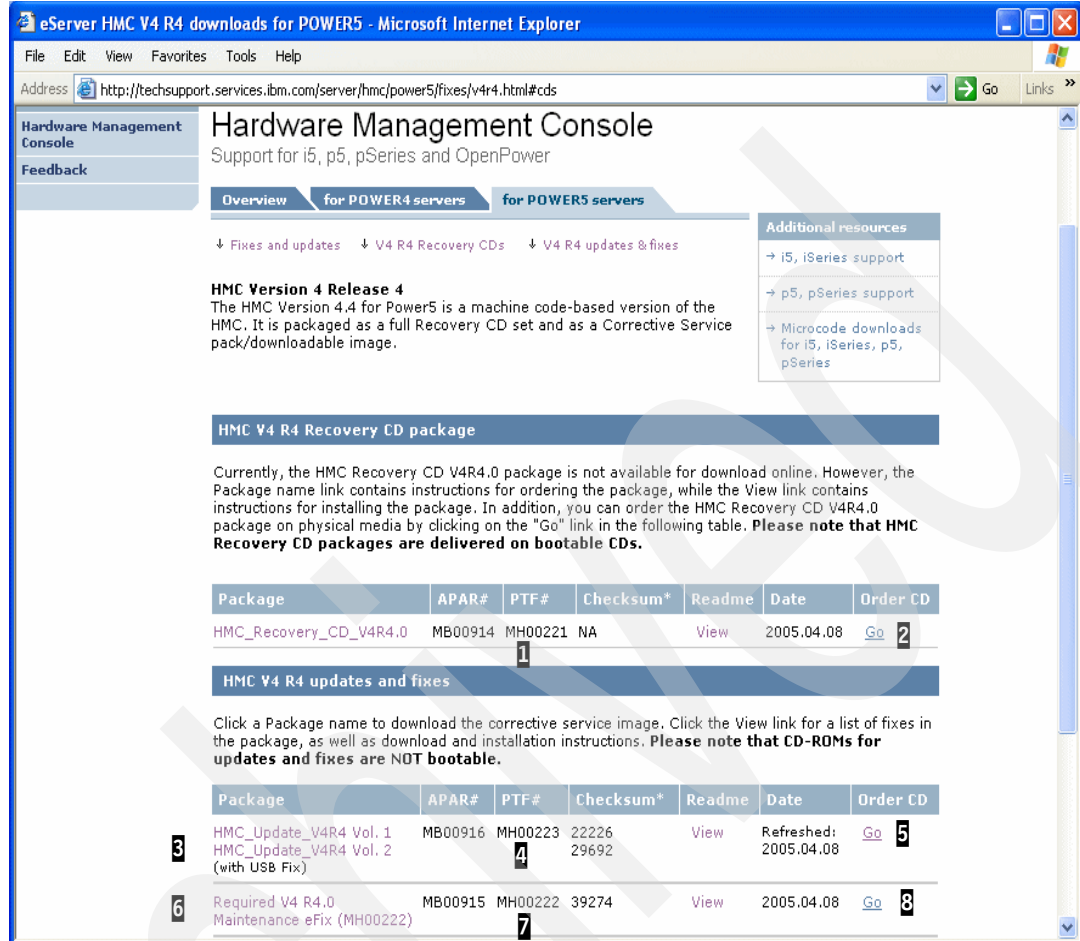 eServer HMC V4 R4 downloads for POWER5 - Microsoft Internet Explorer
File Edit View Favorites Tools Help
Address http://techsupport.services.ibm.com/server/hmc/power5/fixes/v4r4.html#cds Go Links »
Hardware Management
Console
Feedback
Hardware Management Console
Support for i5, p5, pSeries and OpenPower
Overview for POWER4 servers for POWER5 servers
↓ Fixes and updates ↓ V4 R4 Recovery CDs ↓ V4 R4 updates & fixes
Additional resources
→ i5, iSeries support
→ p5, pSeries support
→ Microcode downloads
for i5, iSeries, p5,
pSeries
HMC Version 4 Release 4
The HMC Version 4.4 for Power5 is a machine code-based version of the
HMC. It is packaged as a full Recovery CD set and as a Corrective Service
pack/downloadable image.
HMC V4 R4 Recovery CD package
Currently, the HMC Recovery CD V4R4.0 package is not available for download online. However, the
Package name link contains instructions for ordering the package, while the View link contains
instructions for installing the package. In addition, you can order the HMC Recovery CD V4R4.0
package on physical media by clicking on the "Go" link in the following table. Please note that HMC
Recovery CD packages are delivered on bootable CDs.
Package APAR# PTF# Checksum* Readme Date Order CD
HMC_Recovery_CD_V4R4.0 MB00914 MH00221 NA View 2005.04.08 Go 2
1
HMC V4 R4 updates and fixes
Click a Package name to download the corrective service image. Click the View link for a list of fixes in
the package, as well as download and installation instructions. Please note that CD-ROMs for
updates and fixes are NOT bootable.
Package APAR# PTF# Checksum* Readme Date Order CD
HMC_Update_V4R4 Vol. 1 MB00916 MH00223 22226 View Refreshed: Go 5
3 HMC_Update_V4R4 Vol. 2 4 29692 2005.04.08
(with USB Fix)
6 Required V4 R4.0 MB00915 MH00222 39274 View 2005.04.08 Go 8
Maintenance eFix (MH00222) 7